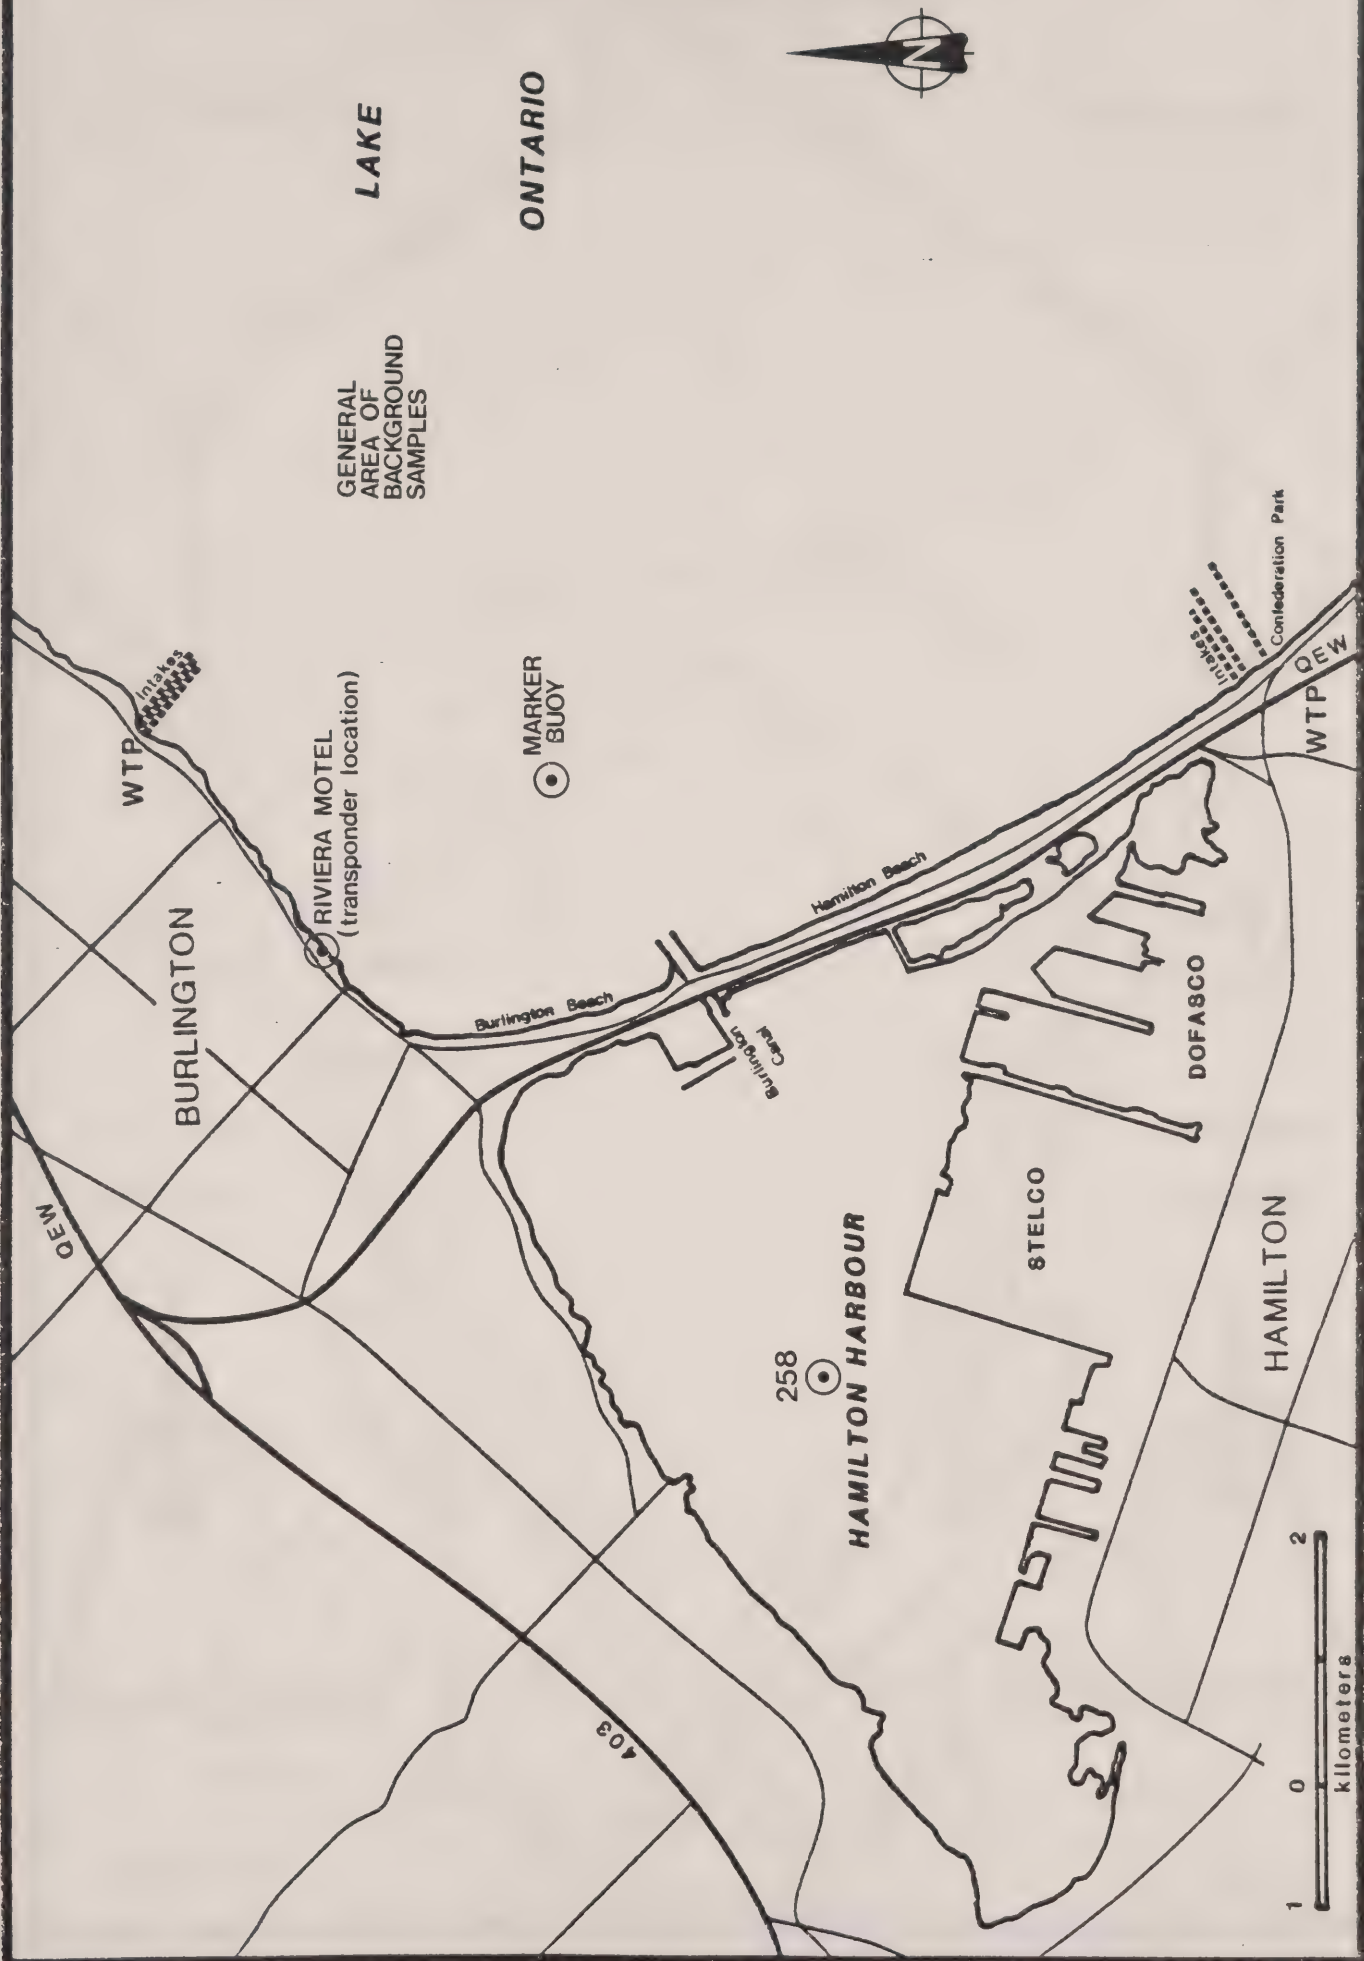 N
LAKE
ONTARIO
GENERAL
AREA OF
BACKGROUND
SAMPLES
Intakes
WTP
RIVIERA MOTEL
(transponder location)
MARKER
BUOY
BURLINGTON
QEW
Burlington Beach
Burlington
Canal
Hamilton Beach
Intakes
Confederation Park
QEW
WTP
DOFASCO
STELCO
HAMILTON
258
HAMILTON HARBOUR
403
1 0 2
kilometers